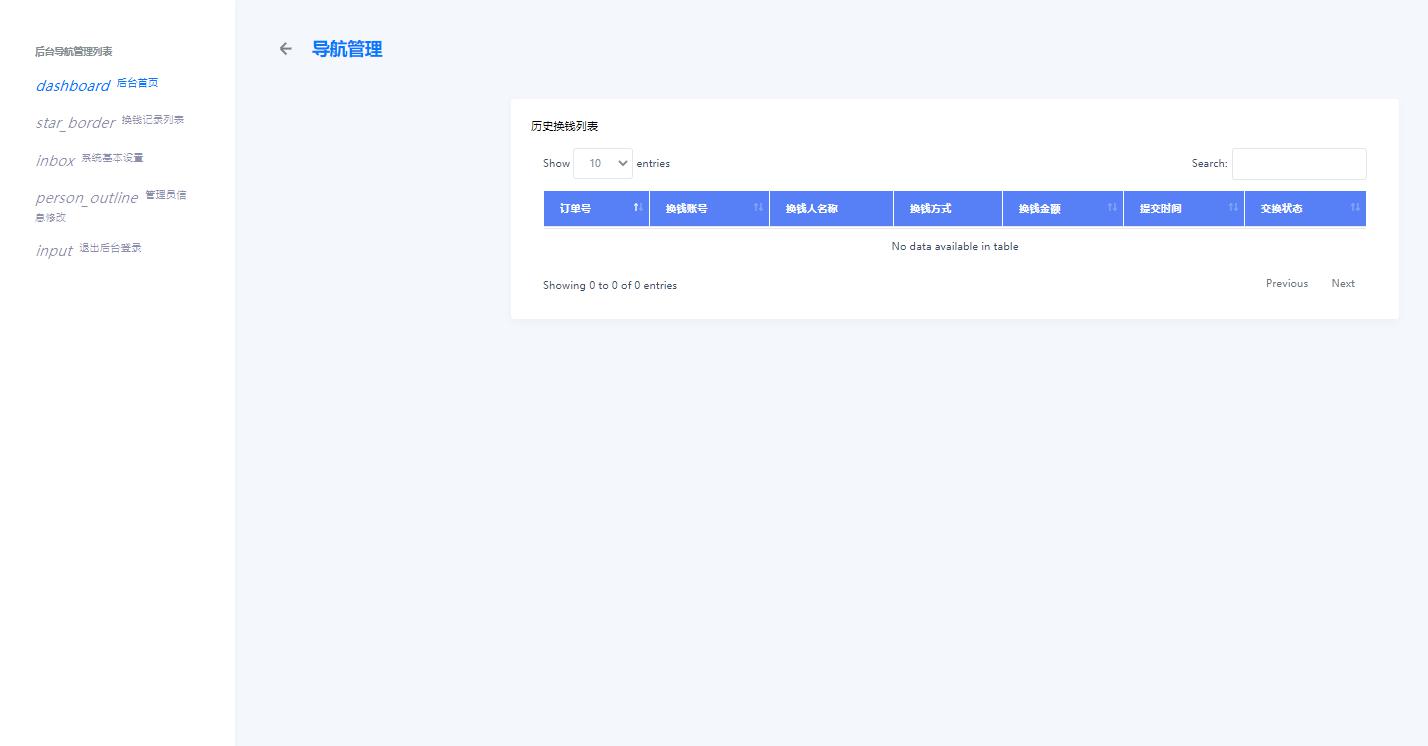 后台导航管理列表
dashboard 后台首页
star_border 换钱记录列表
inbox 系统基本设置
person_outline 管理员信
息修改
input 退出后台登录
导航管理
历史换钱列表
Show 10 entries Search:
订单号 换钱账号 换钱人名称 换钱方式 换钱金额 提交时间 交换状态
No data available in table
Showing 0 to 0 of 0 entries Previous Next